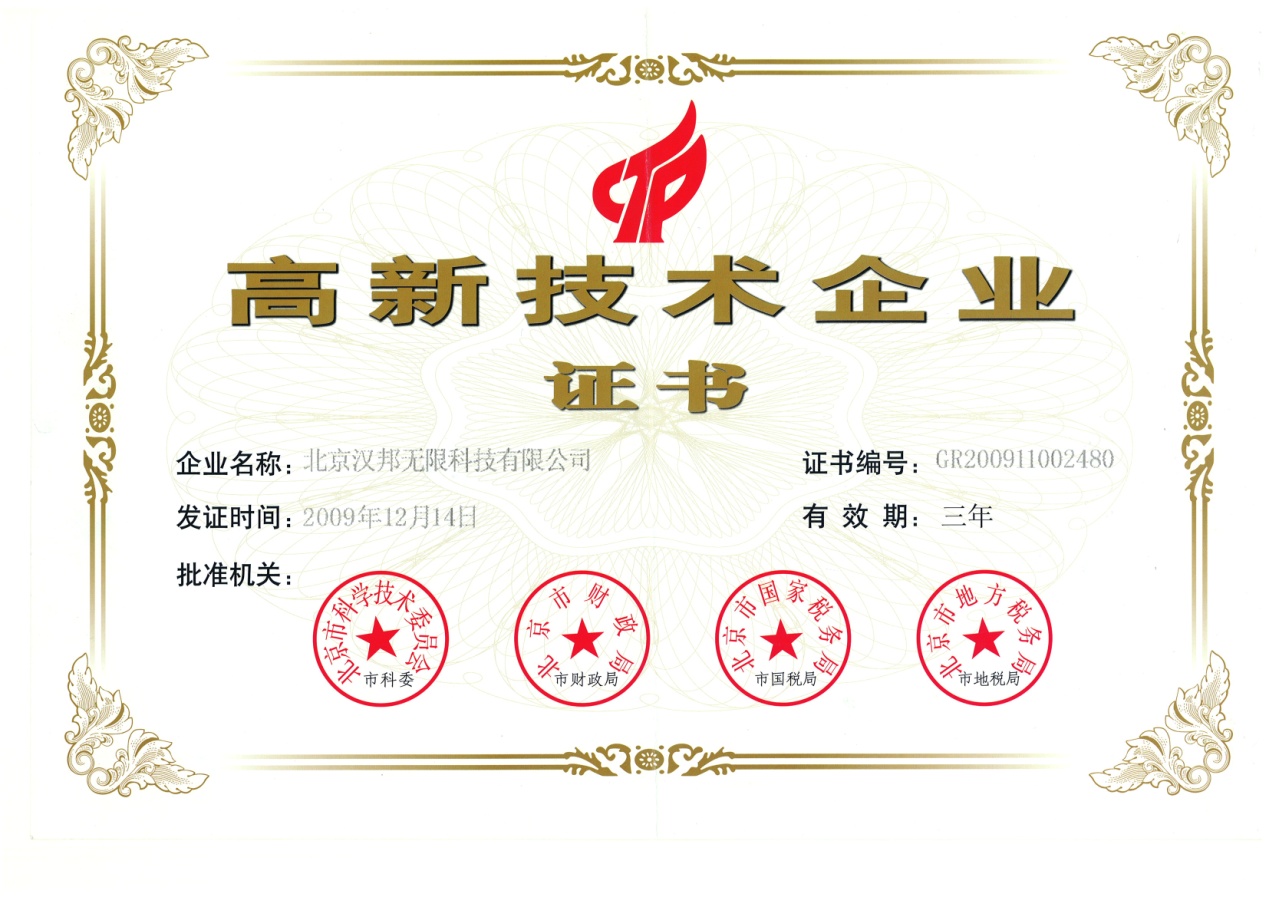 高新技术企业
证书
企业名称：北京汉邦无限科技有限公司
证书编号：GR200911002480
发证时间：2009年12月14日
有 效 期：三年
批准机关：
北京市科学技术委员会
市科委
北京市财政局
市财政局
北京市国家税务局
市国税局
北京市地方税务局
市地税局